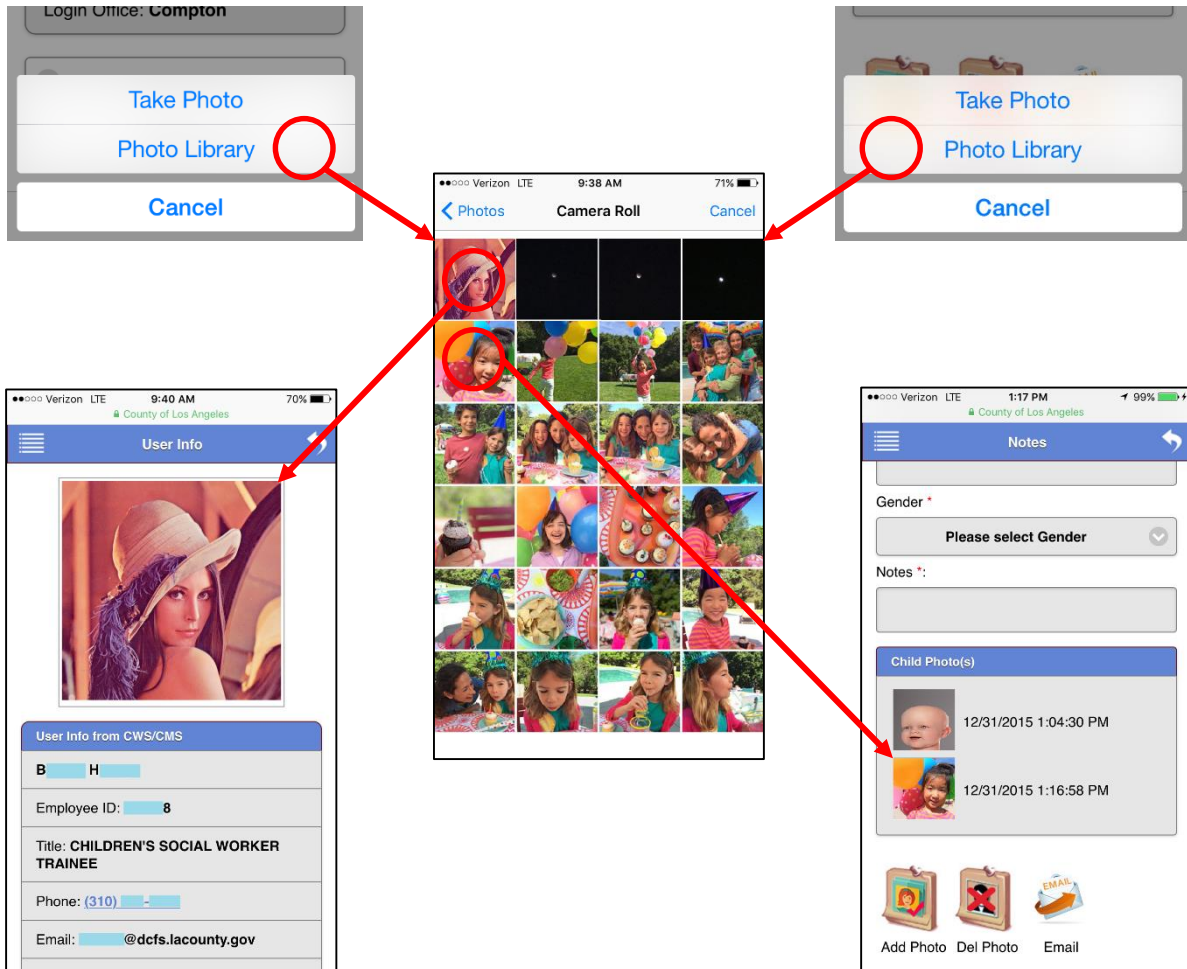 Login Office: Compton
Take Photo
Photo Library
Cancel
Take Photo
Photo Library
Cancel
Verizon LTE 9:38 AM 71%
Photos Camera Roll Cancel
Verizon LTE 9:40 AM 70%
County of Los Angeles
User Info
User Info from CWS/CMS
B H
Employee ID: 8
Title: CHILDREN'S SOCIAL WORKER
TRAINEE
Phone: (310) -
Email: @dcfs.lacounty.gov
Verizon LTE 1:17 PM 99%
County of Los Angeles
Notes
Gender *
Please select Gender
Notes *:
Child Photo(s)
12/31/2015 1:04:30 PM
12/31/2015 1:16:58 PM
EMAIL
Add Photo Del Photo Email